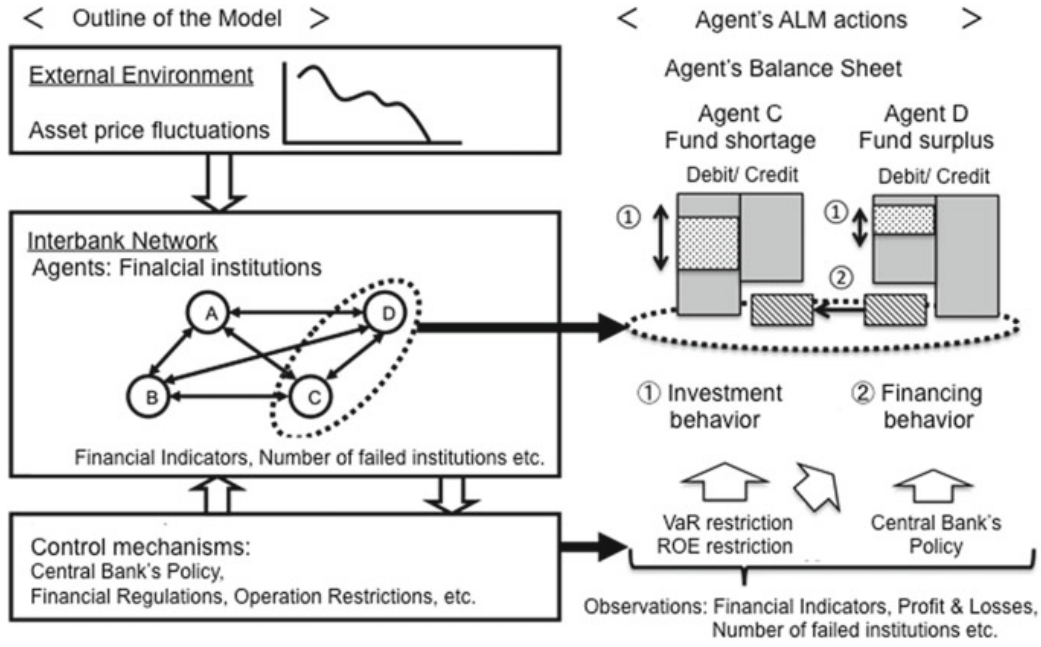 < Outline of the Model >
External Environment
Asset price fluctuations
Interbank Network
Agents: Finalcial institutions
A
D
B
C
Financial Indicators, Number of failed institutions etc.
Control mechanisms:
Central Bank's Policy,
Financial Regulations, Operation Restrictions, etc.
< Agent's ALM actions >
Agent's Balance Sheet
Agent C
Fund shortage
Debit/ Credit
①
Agent D
Fund surplus
Debit/ Credit
①
②
① Investment
behavior
② Financing
behavior
VaR restriction
ROE restriction
Central Bank's
Policy
Observations: Financial Indicators, Profit & Losses,
Number of failed institutions etc.